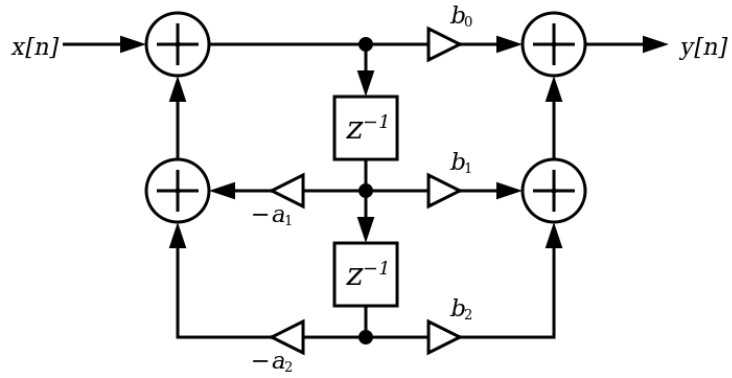 b₀
x[n] y[n]
z⁻¹
b₁
−a₁
z⁻¹
b₂
−a₂